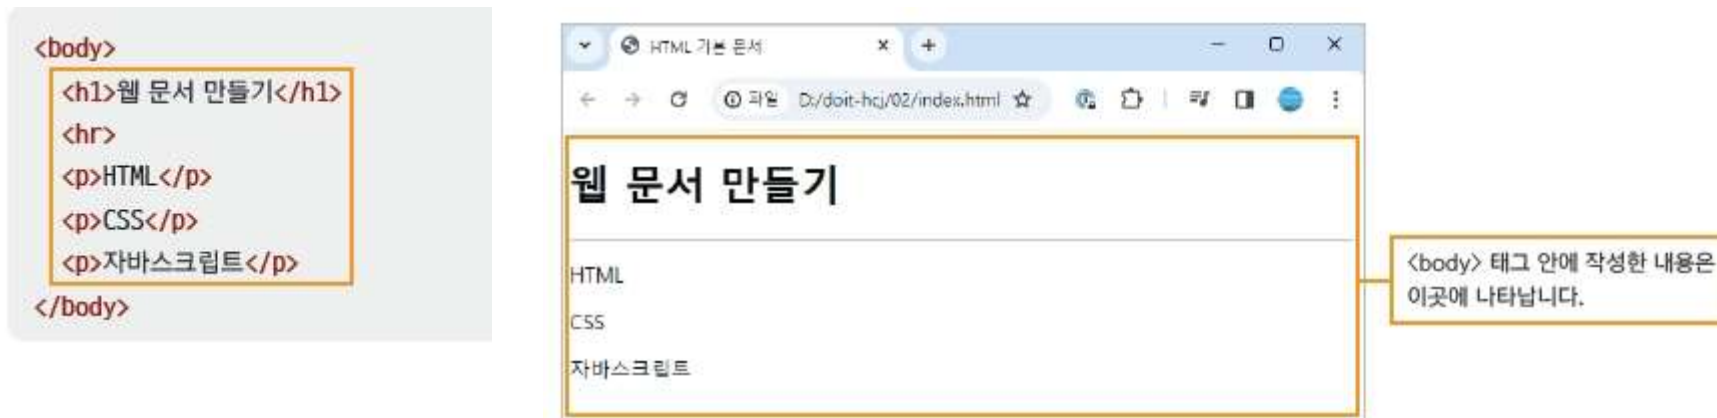 <body>
<h1>웹 문서 만들기</h1>
<hr>
<p>HTML</p>
<p>CSS</p>
<p>자바스크립트</p>
</body>
HTML 기본 문서
파일 D:/doit-hcj/02/index.html
웹 문서 만들기
HTML
CSS
자바스크립트
<body> 태그 안에 작성한 내용은
이곳에 나타납니다.